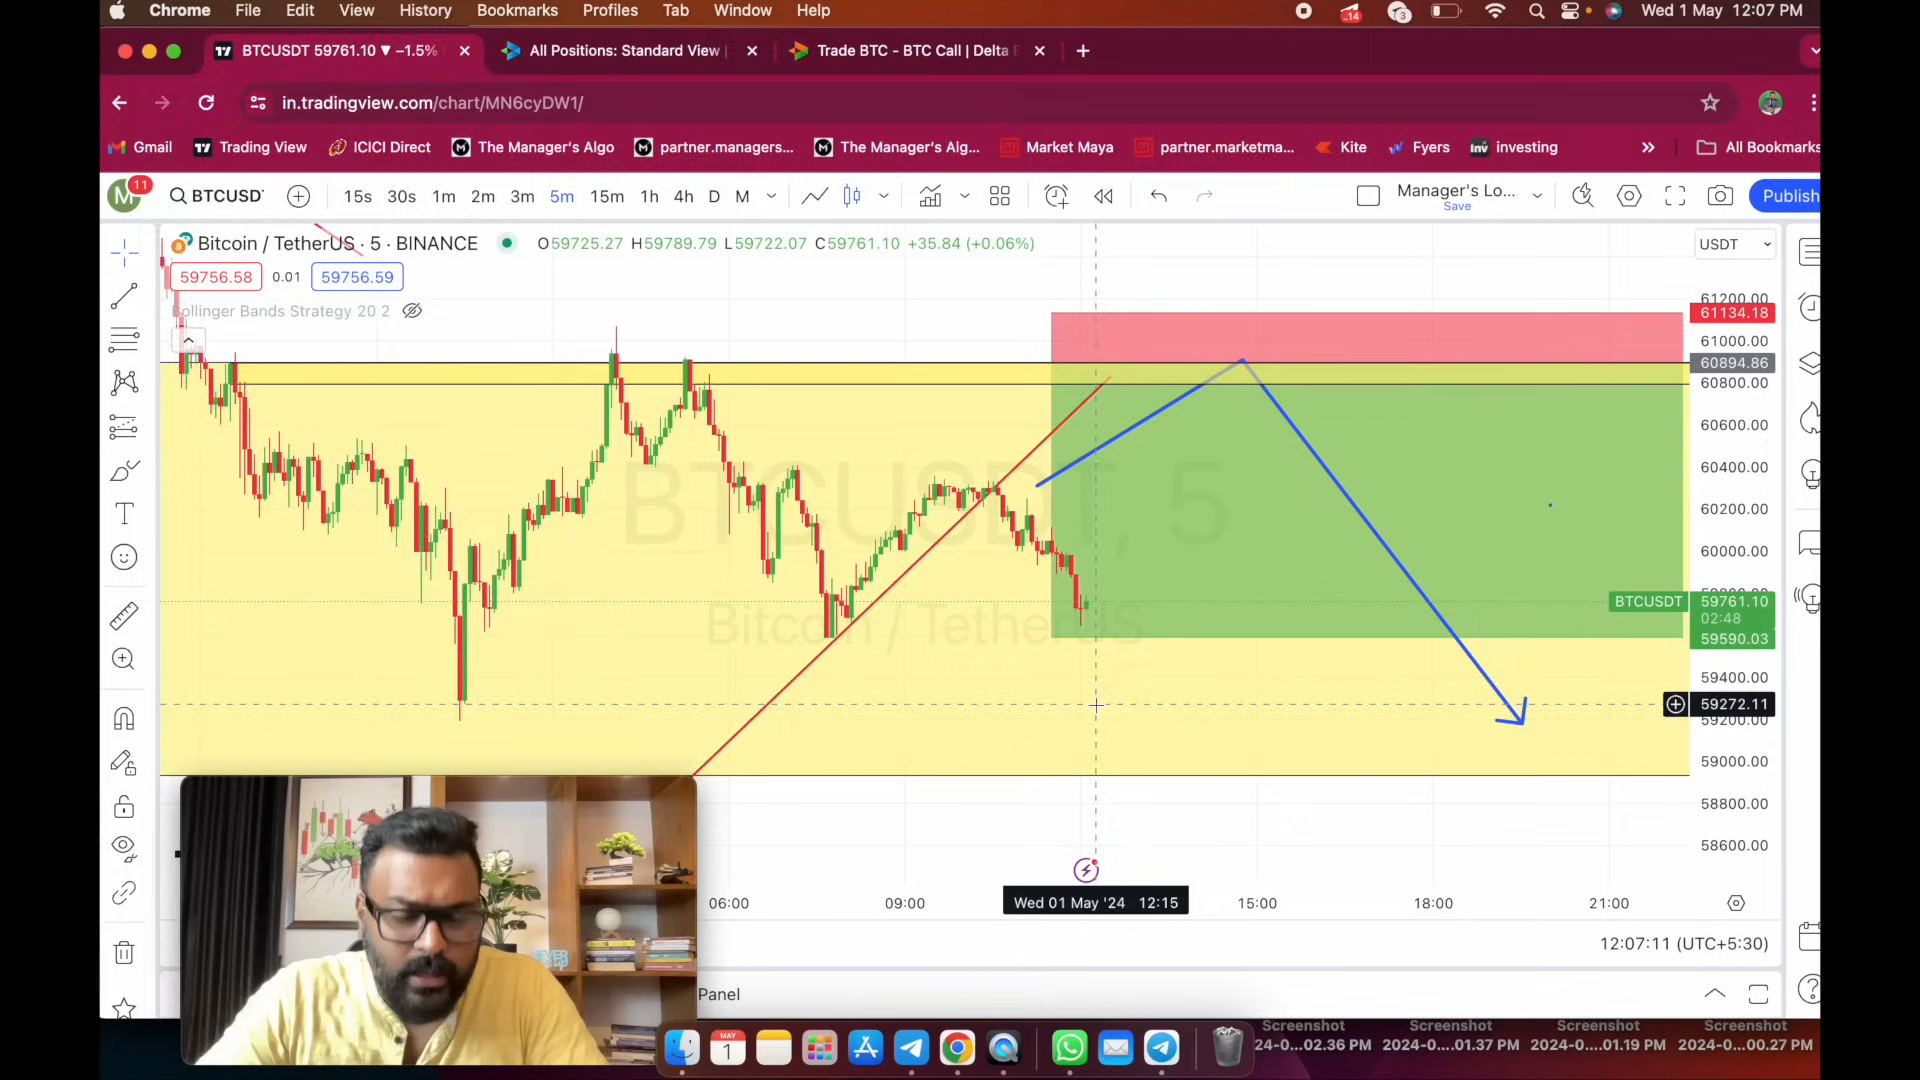 Chrome File Edit View History Bookmarks Profiles Tab Window Help
..14 3 Wed 1 May 12:07 PM
BTCUSDT 59761.10 ▼ −1.5% All Positions: Standard View Trade BTC - BTC Call | Delta
in.tradingview.com/chart/MN6cyDW1/
Gmail Trading View ICICI Direct The Manager's Algo partner.managers... The Manager's Alg... Market Maya partner.marketma... Kite Fyers Inv investing » All Bookmarks
M 11 BTCUSD 15s 30s 1m 2m 3m 5m 15m 1h 4h D M Manager's Lo... Save Publish
Bitcoin / TetherUS · 5 · BINANCE O59725.27 H59789.79 L59722.07 C59761.10 +35.84 (+0.06%)
USDT
59756.58 0.01 59756.59
Bollinger Bands Strategy 20 2
61200.00
61134.18
61000.00
60894.86
60800.00
60600.00
60400.00
BTCUSDT, 5
60200.00
60000.00
BTCUSDT 59761.10
02:48
Bitcoin / TetherUS
59590.03
59400.00
59272.11
59200.00
59000.00
58800.00
58600.00
06:00 09:00 Wed 01 May '24 12:15 15:00 18:00 21:00
12:07:11 (UTC+5:30)
Panel
MAY
1
Screenshot Screenshot Screenshot Screenshot
24-0...02.36 PM 2024-0....01.37 PM 2024-0....01.19 PM 2024-0....00.27 PM